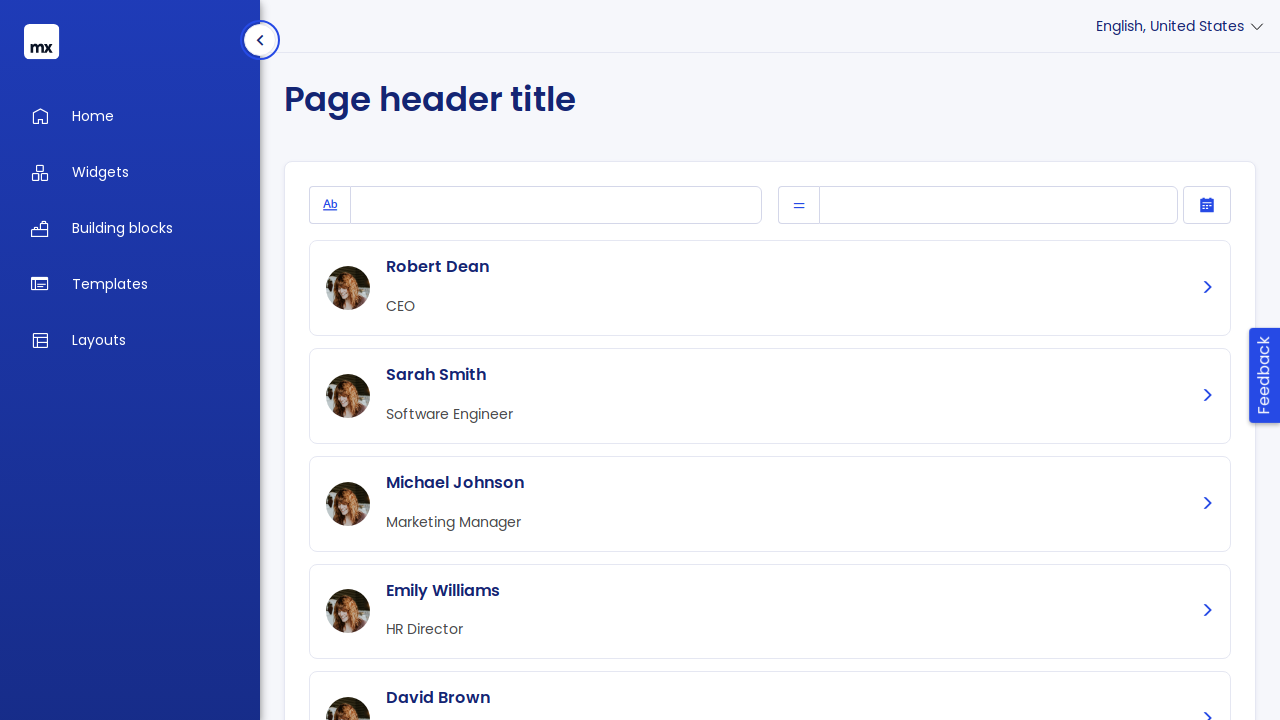 mx
English, United States
Home
Widgets
Building blocks
Templates
Layouts
Page header title
Ab
Robert Dean
CEO
Sarah Smith
Software Engineer
Michael Johnson
Marketing Manager
Emily Williams
HR Director
David Brown
Feedback